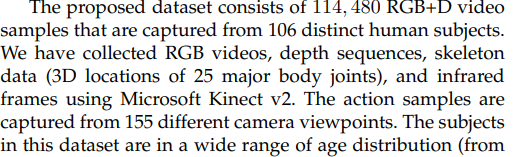 The proposed dataset consists of 114, 480 RGB+D video
samples that are captured from 106 distinct human subjects.
We have collected RGB videos, depth sequences, skeleton
data (3D locations of 25 major body joints), and infrared
frames using Microsoft Kinect v2. The action samples are
captured from 155 different camera viewpoints. The subjects
in this dataset are in a wide range of age distribution (from